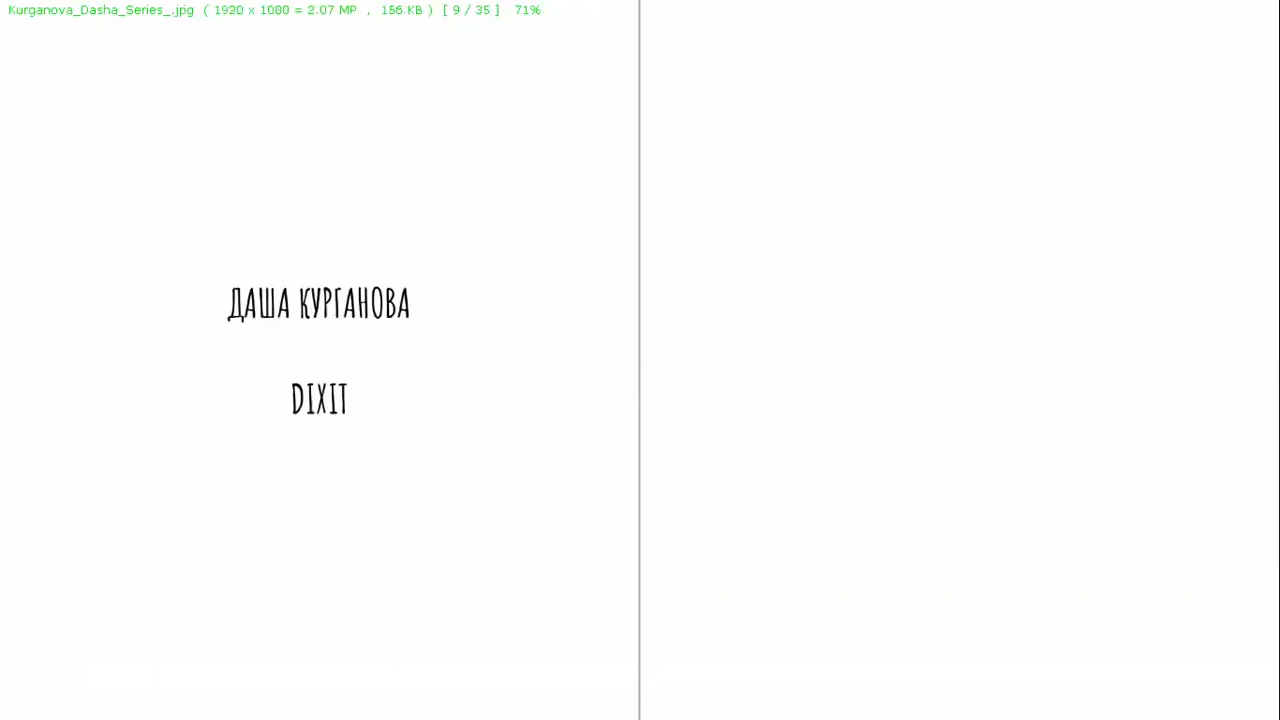 Kurganova_Dasha_Series_.jpg ( 1920 x 1080 = 2.07 MP , 156 KB ) [ 9 / 35 ] 71%
ДАША КУРГАНОВА
DIXIT